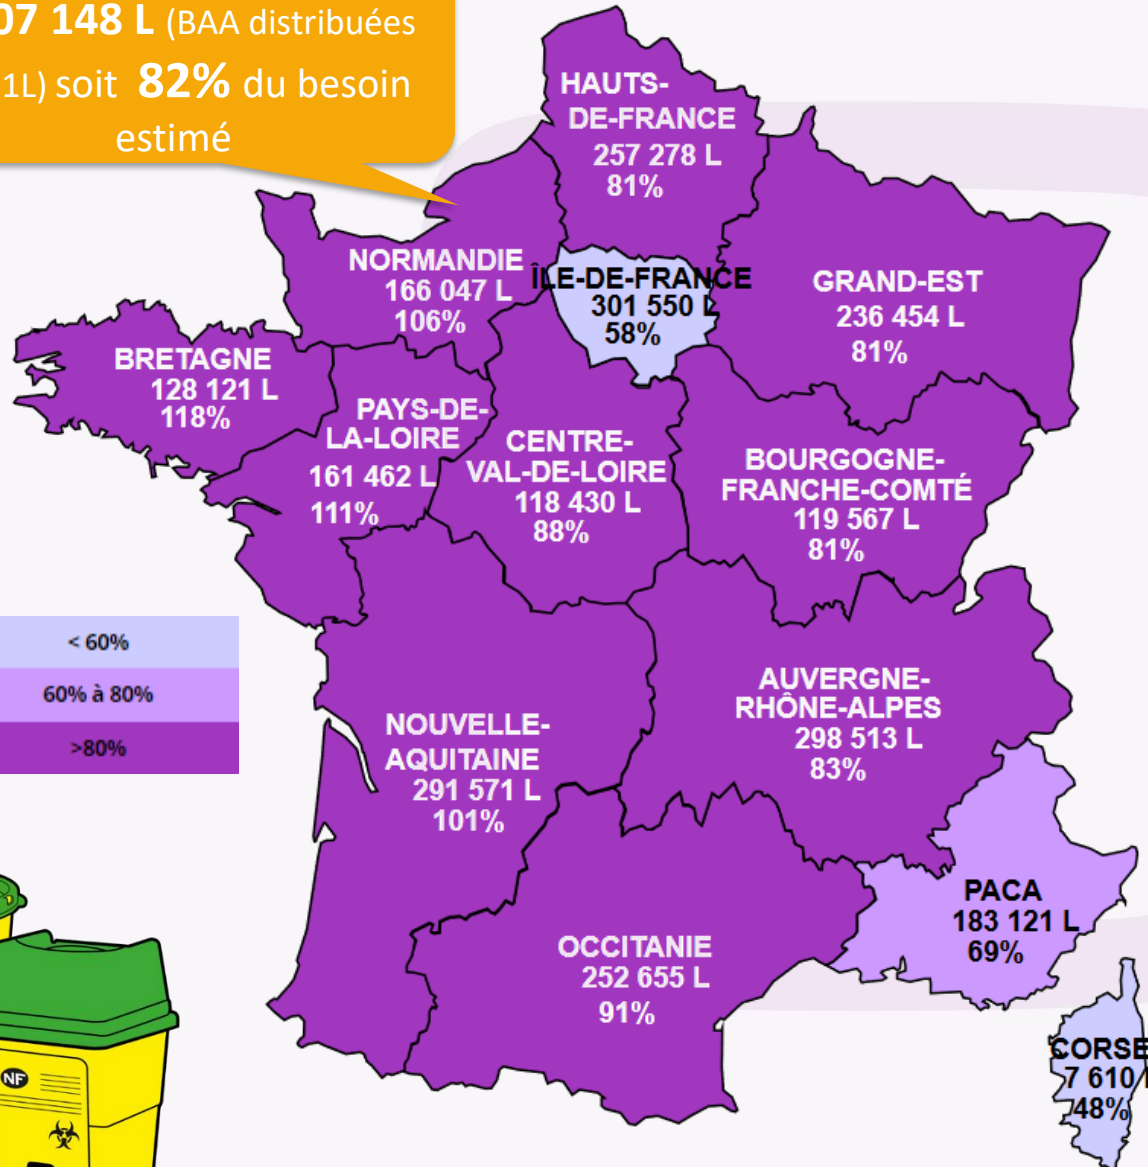 07 148 L (BAA distribuées
1L) soit 82% du besoin
estimé
HAUTS-
DE-FRANCE
257 278 L
81%
NORMANDIE
166 047 L
106%
ÎLE-DE-FRANCE
301 550 L
58%
GRAND-EST
236 454 L
81%
BRETAGNE
128 121 L
118%
PAYS-DE-
LA-LOIRE
161 462 L
111%
CENTRE-
VAL-DE-LOIRE
118 430 L
88%
BOURGOGNE-
FRANCHE-COMTÉ
119 567 L
81%
< 60%
60% à 80%
>80%
NOUVELLE-
AQUITAINE
291 571 L
101%
AUVERGNE-
RHÔNE-ALPES
298 513 L
83%
OCCITANIE
252 655 L
91%
PACA
183 121 L
69%
CORSE
7 610 L
48%
NF